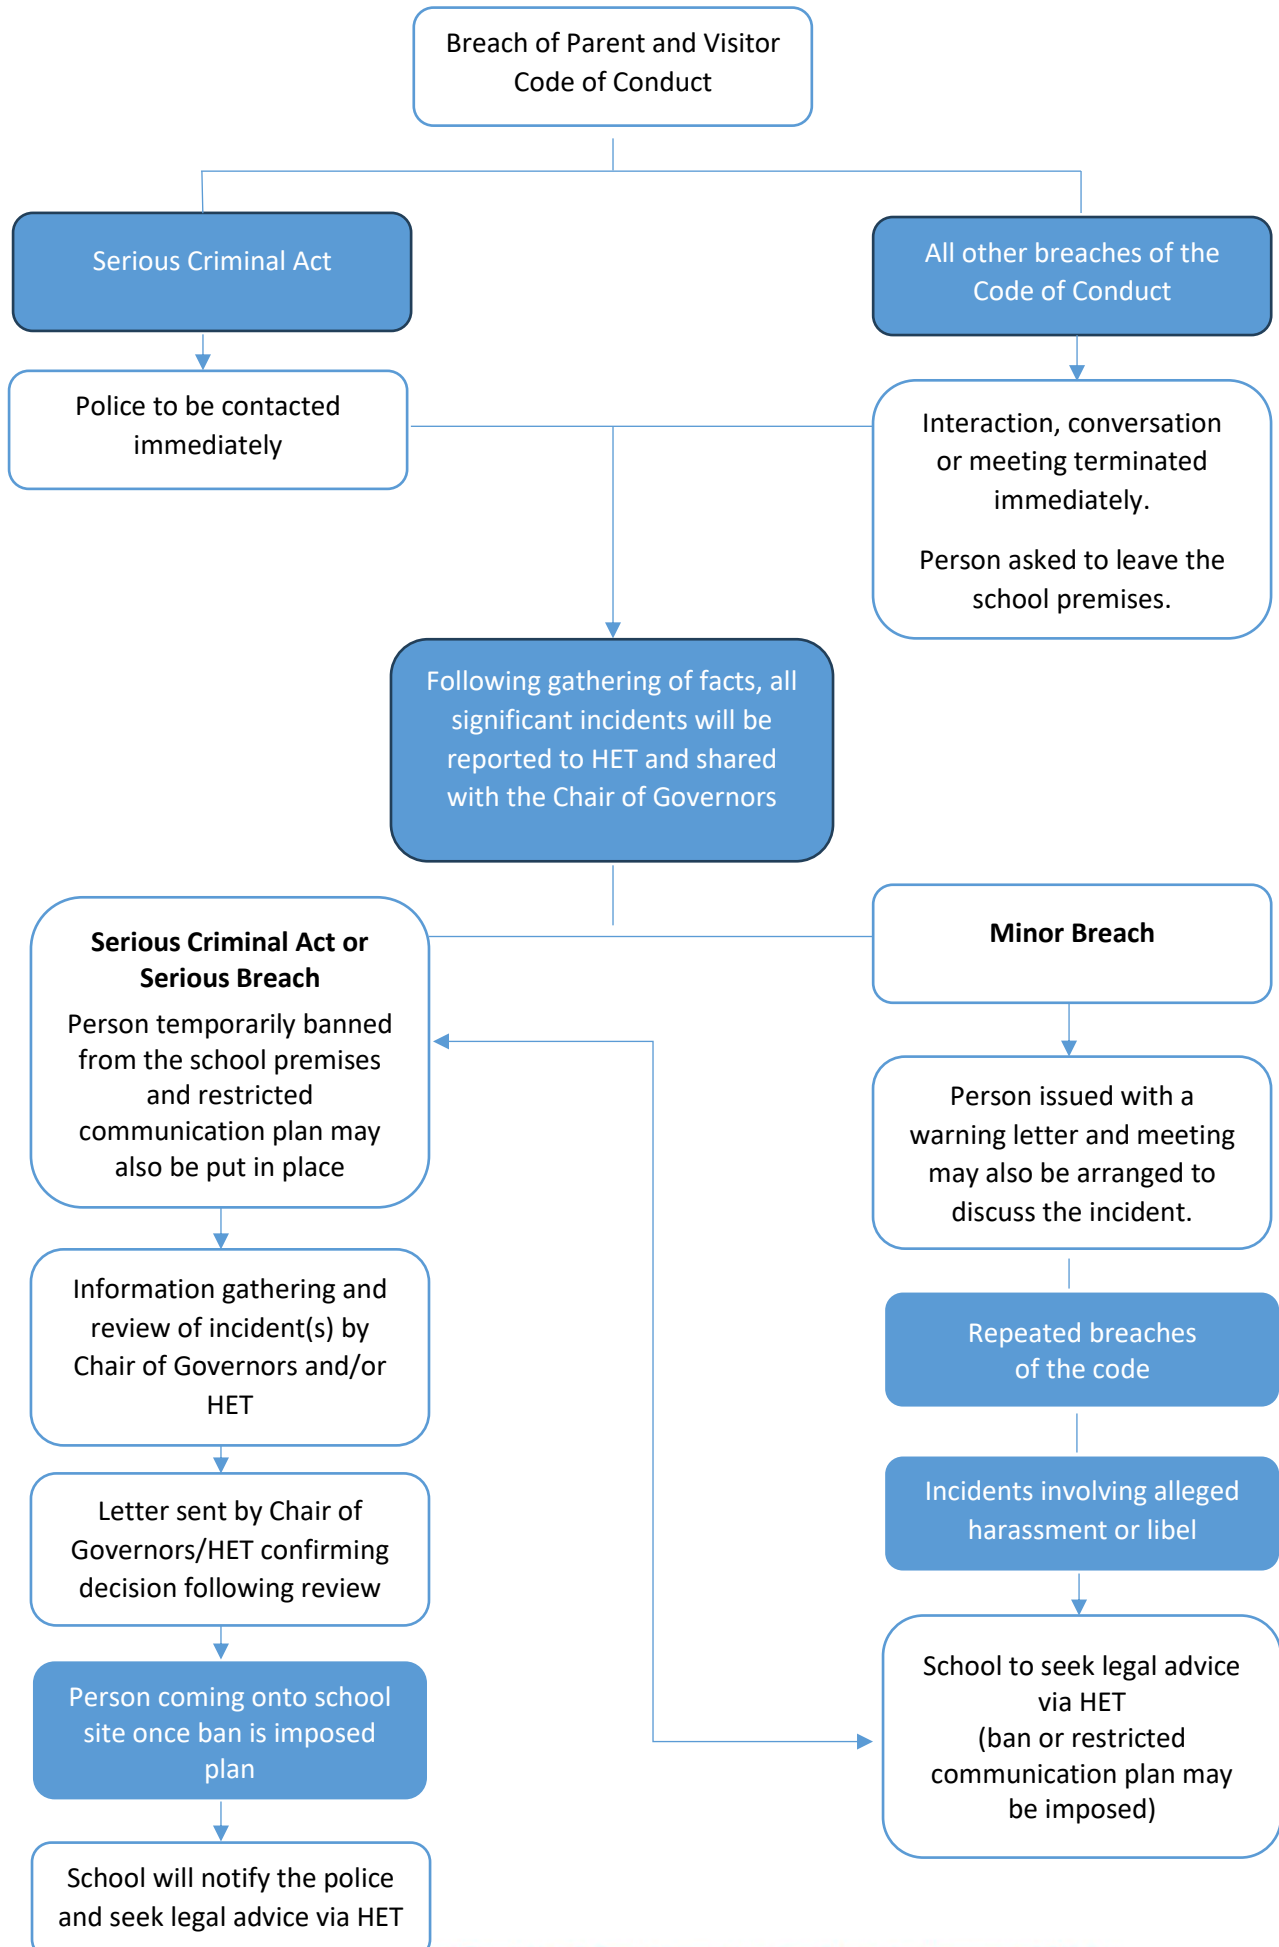 Breach of Parent and Visitor
Code of Conduct
Serious Criminal Act
All other breaches of the
Code of Conduct
Police to be contacted
immediately
Interaction, conversation
or meeting terminated
immediately.
Person asked to leave the
school premises.
Following gathering of facts, all
significant incidents will be
reported to HET and shared
with the Chair of Governors
Serious Criminal Act or
Serious Breach
Person temporarily banned
from the school premises
and restricted
communication plan may
also be put in place
Minor Breach
Person issued with a
warning letter and meeting
may also be arranged to
discuss the incident.
Information gathering and
review of incident(s) by
Chair of Governors and/or
HET
Repeated breaches
of the code
Letter sent by Chair of
Governors/HET confirming
decision following review
Incidents involving alleged
harassment or libel
Person coming onto school
site once ban is imposed
plan
School to seek legal advice
via HET
(ban or restricted
communication plan may
be imposed)
School will notify the police
and seek legal advice via HET